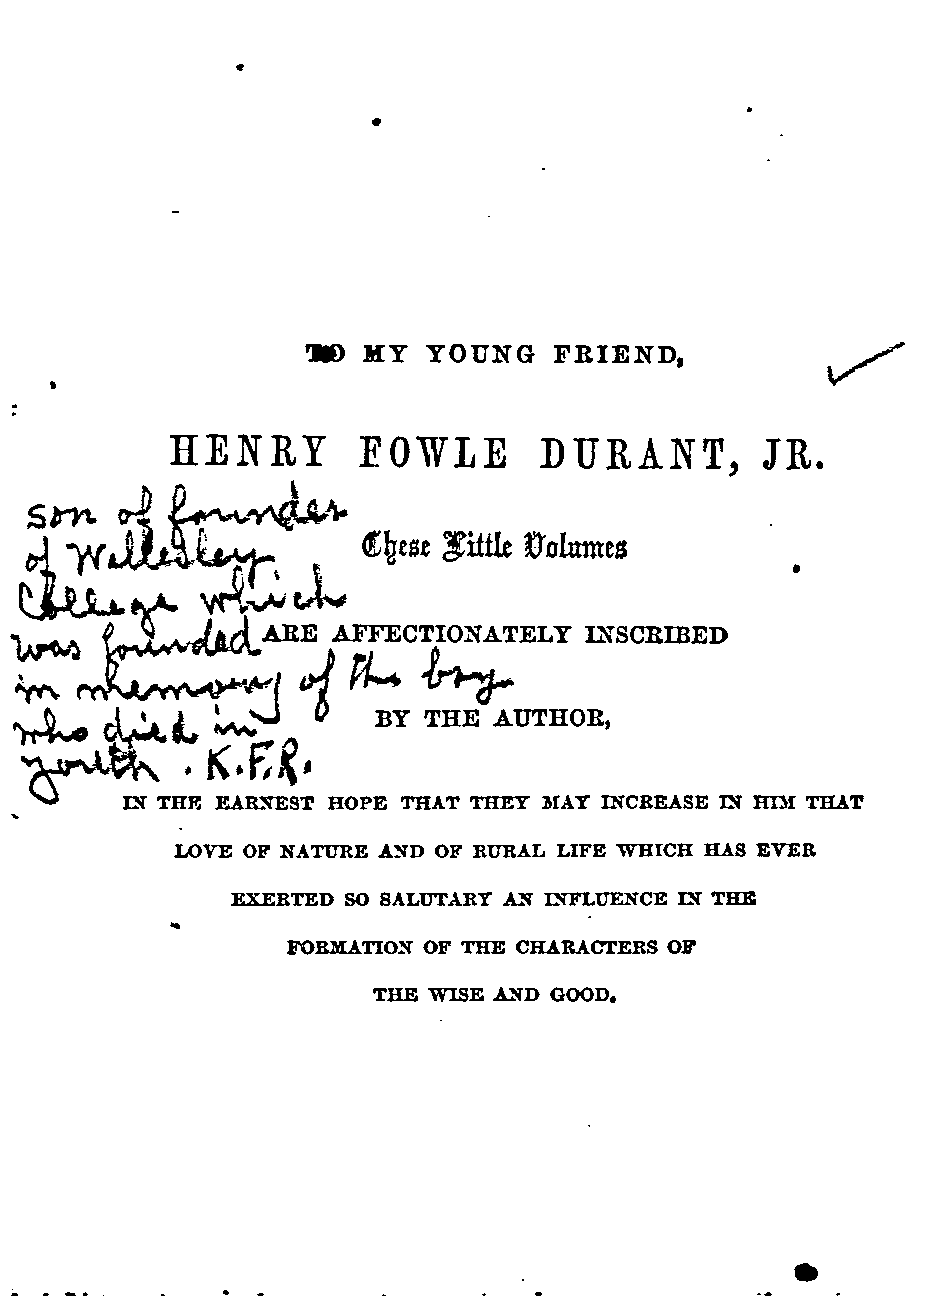 TO MY YOUNG FRIEND,
HENRY FOWLE DURANT, JR.
These Little Volumes
ARE AFFECTIONATELY INSCRIBED
BY THE AUTHOR,
IN THE EARNEST HOPE THAT THEY MAY INCREASE IN HIM THAT
LOVE OF NATURE AND OF RURAL LIFE WHICH HAS EVER
EXERTED SO SALUTARY AN INFLUENCE IN THE
FORMATION OF THE CHARACTERS OF
THE WISE AND GOOD.
son of founder
of Wellesley
College which
was founded
in memory of the boy
who died in
youth. K.F.R.